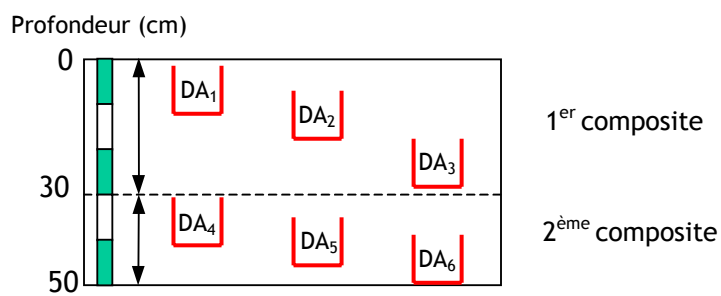 Profondeur (cm)
0
DA₁
DA₂
1er composite
DA₃
30
DA₄
DA₅
2ème composite
DA₆
50